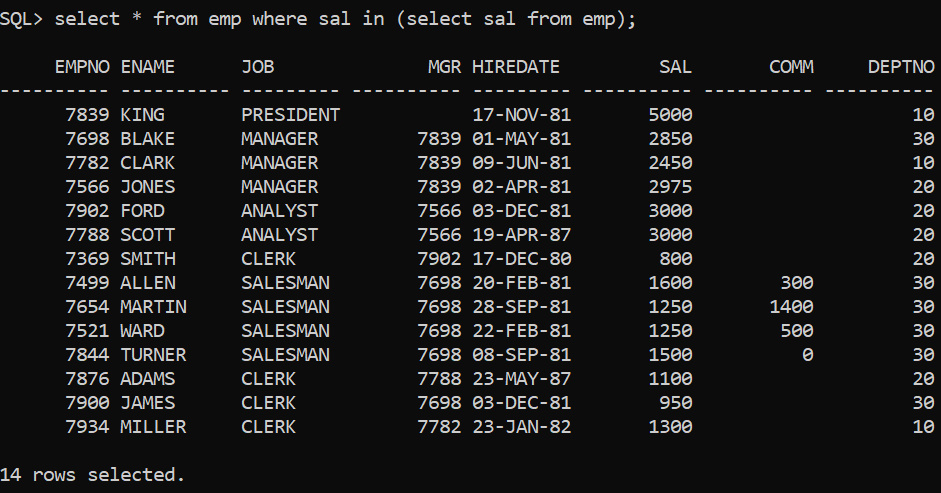 SQL> select * from emp where sal in (select sal from emp);
     EMPNO ENAME      JOB              MGR HIREDATE         SAL       COMM     DEPTNO
---------- ---------- --------- ---------- --------- ---------- ---------- ----------
      7839 KING       PRESIDENT            17-NOV-81       5000                    10
      7698 BLAKE      MANAGER         7839 01-MAY-81       2850                    30
      7782 CLARK      MANAGER         7839 09-JUN-81       2450                    10
      7566 JONES      MANAGER         7839 02-APR-81       2975                    20
      7902 FORD       ANALYST         7566 03-DEC-81       3000                    20
      7788 SCOTT      ANALYST         7566 19-APR-87       3000                    20
      7369 SMITH      CLERK           7902 17-DEC-80        800                    20
      7499 ALLEN      SALESMAN        7698 20-FEB-81       1600        300         30
      7654 MARTIN     SALESMAN        7698 28-SEP-81       1250       1400         30
      7521 WARD       SALESMAN        7698 22-FEB-81       1250        500         30
      7844 TURNER     SALESMAN        7698 08-SEP-81       1500          0         30
      7876 ADAMS      CLERK           7788 23-MAY-87       1100                    20
      7900 JAMES      CLERK           7698 03-DEC-81        950                    30
      7934 MILLER     CLERK           7782 23-JAN-82       1300                    10
14 rows selected.